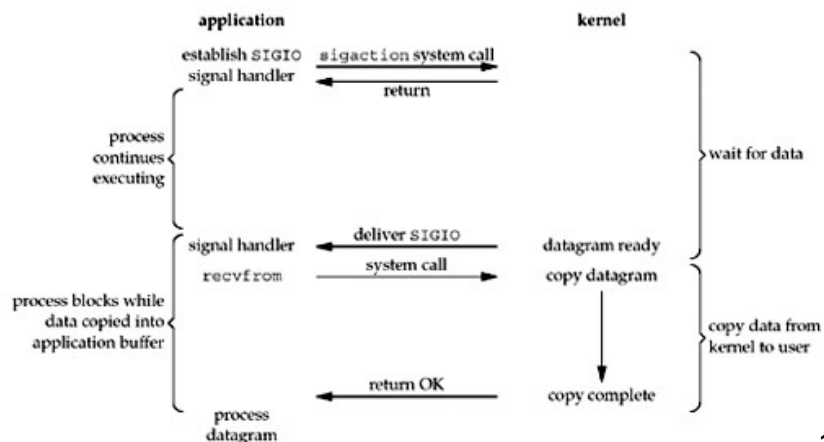 application kernel
establish SIGIO sigaction system call
signal handler
return
process
continues
executing
wait for data
deliver SIGIO
signal handler datagram ready
system call
recvfrom copy datagram
process blocks while
data copied into
application buffer
copy data from
kernel to user
return OK
copy complete
process
datagram